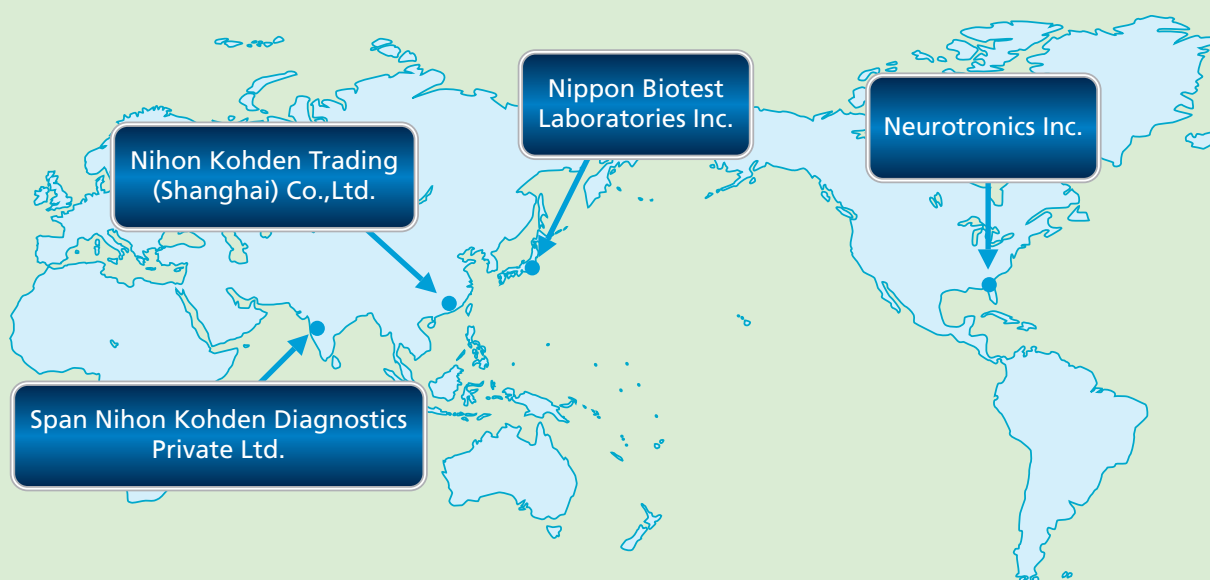 Nippon Biotest
Laboratories Inc.
Neurotronics Inc.
Nihon Kohden Trading
(Shanghai) Co.,Ltd.
Span Nihon Kohden Diagnostics
Private Ltd.